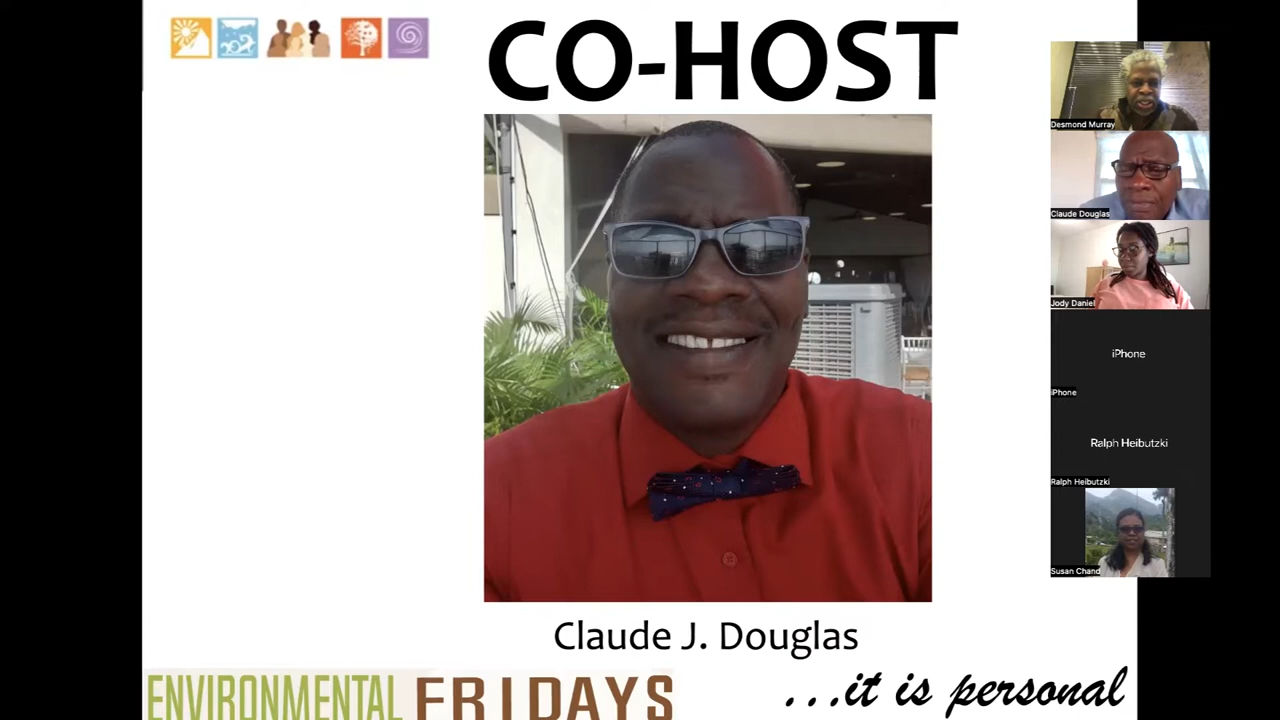 CO-HOST
Claude J. Douglas
ENVIRONMENTAL FRIDAYS
...it is personal
Desmond Murray
Claude Douglas
Jody Daniel
iPhone
iPhone
Ralph Heibutzki
Ralph Heibutzki
Susan Chand